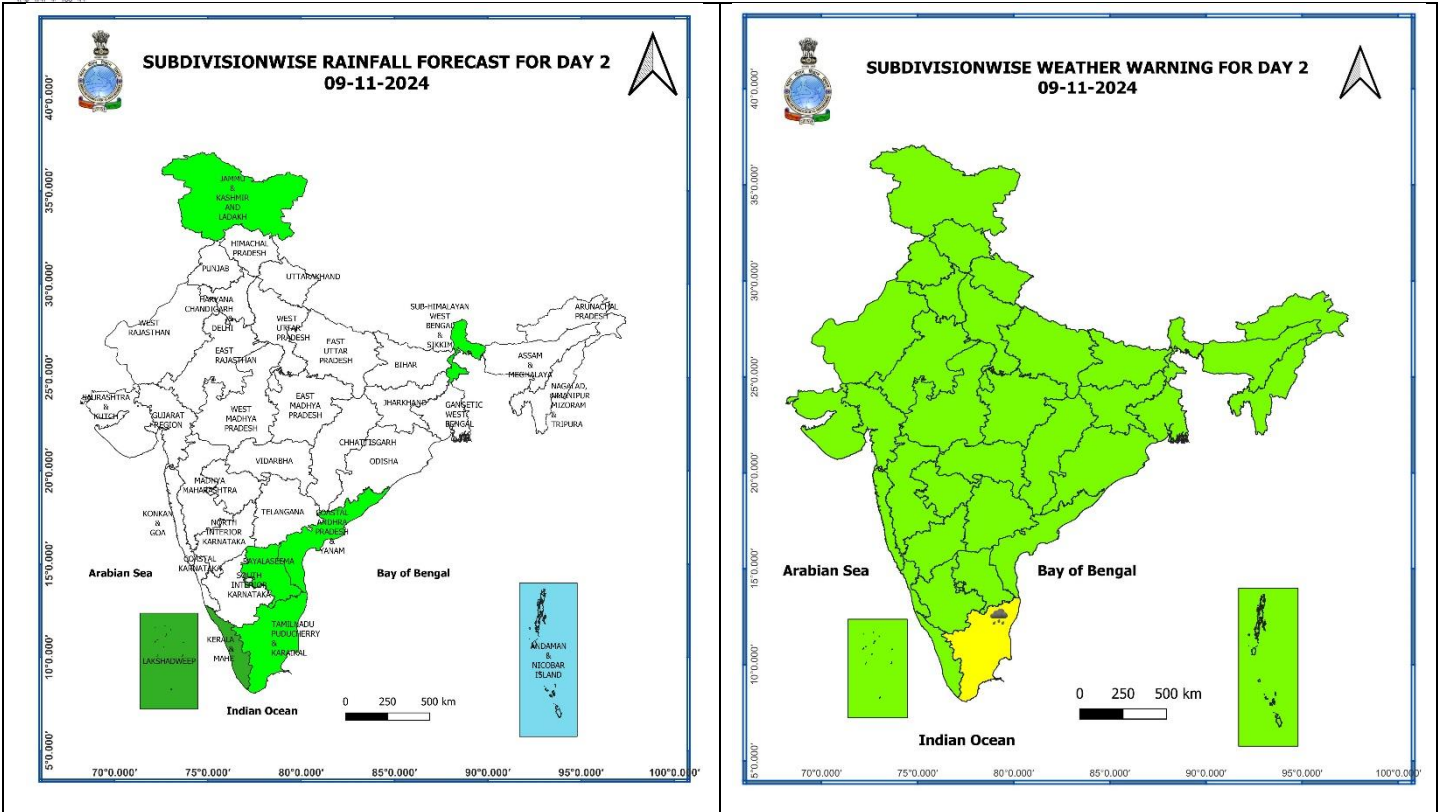 SUBDIVISIONWISE RAINFALL FORECAST FOR DAY 2
09-11-2024
40°0.000'
35°0.000'
30°0.000'
25°0.000'
20°0.000'
15°0.000'
10°0.000'
5°0.000'
JAMMU
&
KASHMIR
AND
LADAKH
HIMACHAL
PRADESH
PUNJAB
UTTARAKHAND
HARYANA
CHANDIGARH
&
DELHI
WEST
RAJASTHAN
WEST
UTTAR
PRADESH
SUB-HIMALAYAN
WEST
BENGAL
&
SIKKIM
ARUNACHAL
PRADESH
EAST
RAJASTHAN
EAST
UTTAR
PRADESH
BIHAR
ASSAM
&
MEGHALAYA
SAURASHTRA
&
KUTCH
GUJARAT
REGION
WEST
MADHYA
PRADESH
EAST
MADHYA
PRADESH
JHARKHAND
GANGETIC
WEST
BENGAL
MANIPUR
MIZORAM
&
TRIPURA
CHHATTISGARH
ODISHA
VIDARBHA
MADHYA
MAHARASHTRA
KONKAN
&
GOA
NORTH
INTERIOR
KARNATAKA
TELANGANA
COASTAL
ANDHRA
PRADESH
&
YANAM
COASTAL
KARNATAKA
RAYALASEEMA
SOUTH
INTERIOR
KARNATAKA
Arabian Sea
Bay of Bengal
LAKSHADWEEP
KERALA
&
MAHE
TAMILNADU
PUDUCHERRY
&
KARAIKAL
ANDAMAN
&
NICOBAR
ISLAND
0 250 500 km
Indian Ocean
70°0.000' 75°0.000' 80°0.000' 85°0.000' 90°0.000' 95°0.000' 100°0.000'
SUBDIVISIONWISE WEATHER WARNING FOR DAY 2
09-11-2024
40°0.000'
35°0.000'
30°0.000'
25°0.000'
20°0.000'
15°0.000'
10°0.000'
5°0.000'
Arabian Sea
Bay of Bengal
0 250 500 km
Indian Ocean
70°0.000' 75°0.000' 80°0.000' 85°0.000' 90°0.000' 95°0.000' 100°0.000'